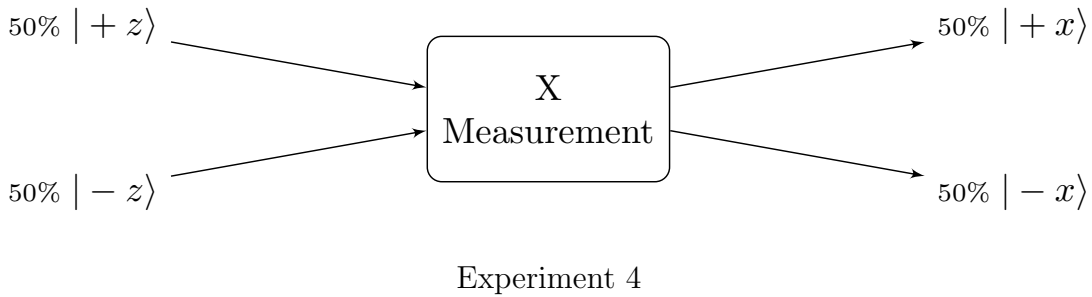 50% | + z⟩
50% | − z⟩
X
Measurement
50% | + x⟩
50% | − x⟩
Experiment 4